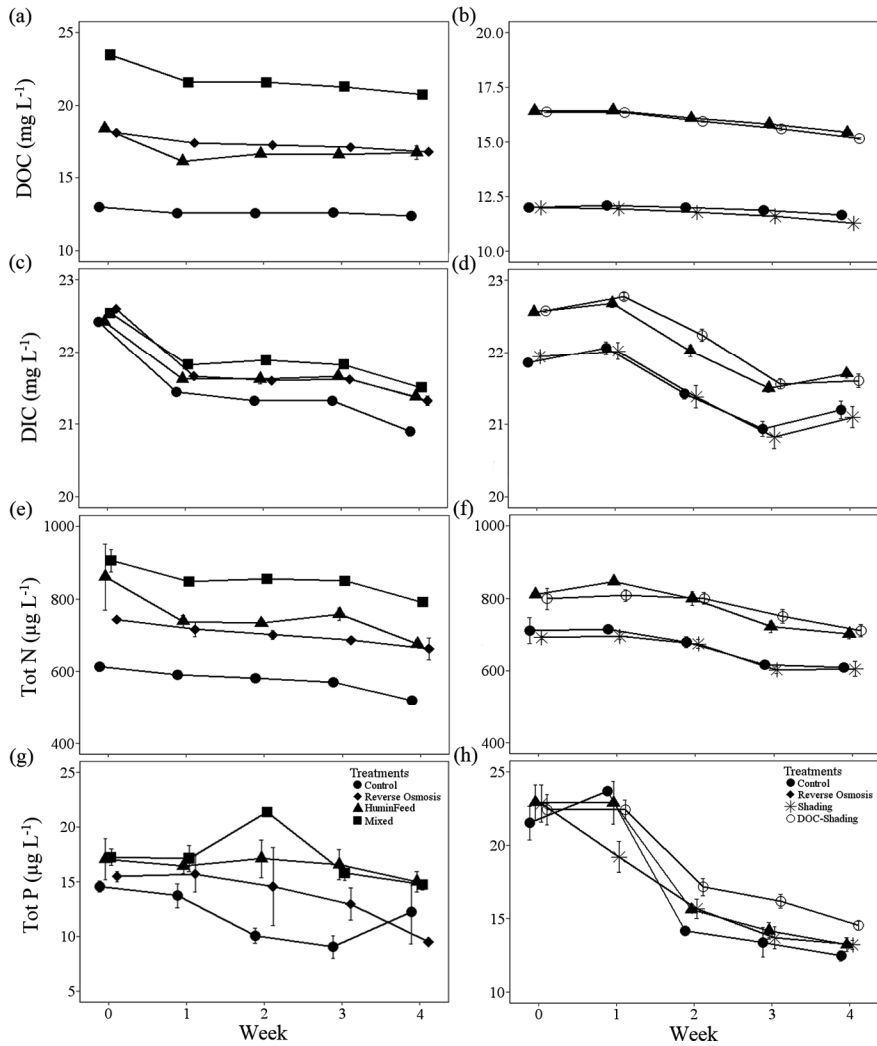 (a)
(b)
25
20
15
10
DOC (mg L-1)
20.0
17.5
15.0
12.5
10.0
(c)
(d)
23
22
21
20
DIC (mg L-1)
23
22
21
20
(e)
(f)
1000
800
600
400
Tot N (µg L-1)
1000
800
600
400
(g)
(h)
25
20
15
10
5
Tot P (µg L-1)
Treatments
Control
Reverse Osmosis
HuminFeed
Mixed
0 1 2 3 4
Week
25
20
15
10
Treatments
Control
Reverse Osmosis
Shading
DOC-Shading
0 1 2 3 4
Week